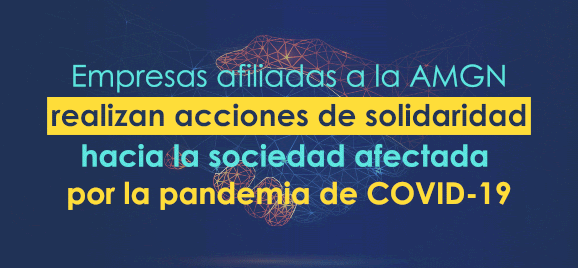 Empresas afiliadas a la AMGN
realizan acciones de solidaridad
hacia la sociedad afectada
por la pandemia de COVID-19